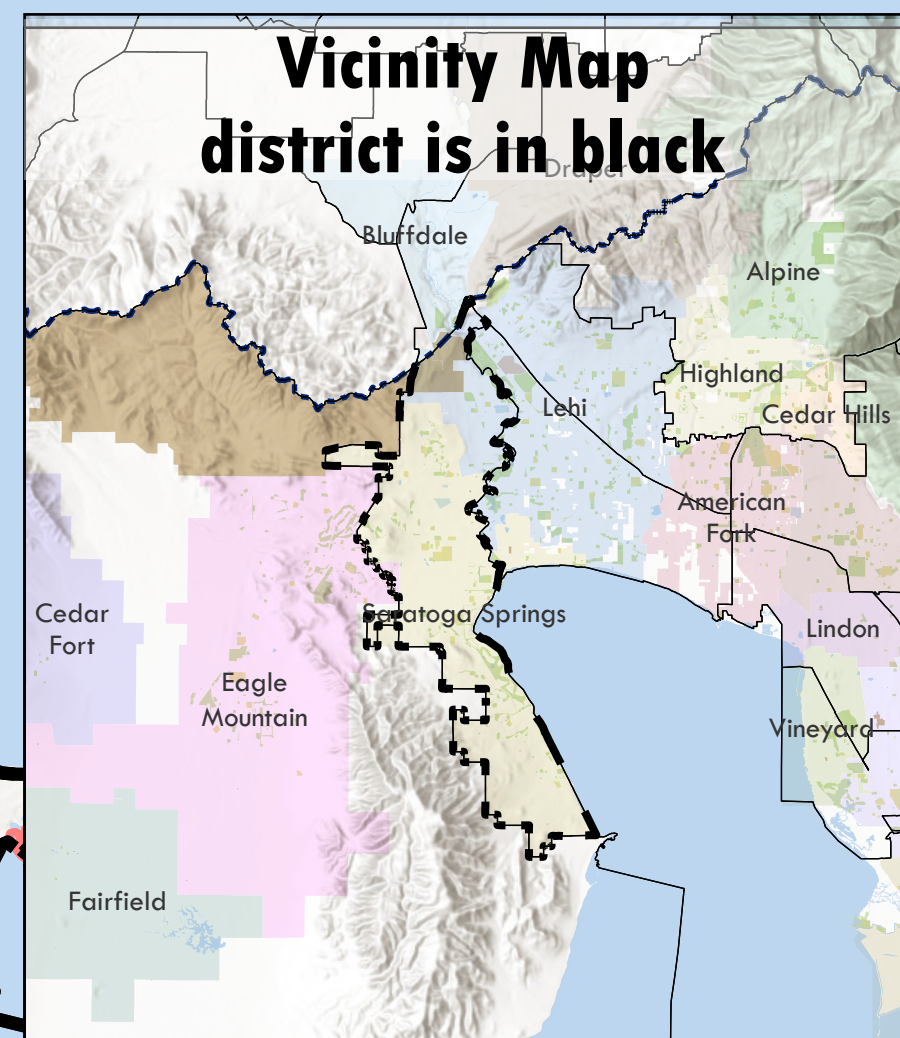 Vicinity Map
district is in black
Draper
Bluffdale
Alpine
Highland
Cedar Hills
Lehi
American
Fork
Saratoga Springs
Cedar
Fort
Lindon
Eagle
Mountain
Vineyard
Fairfield